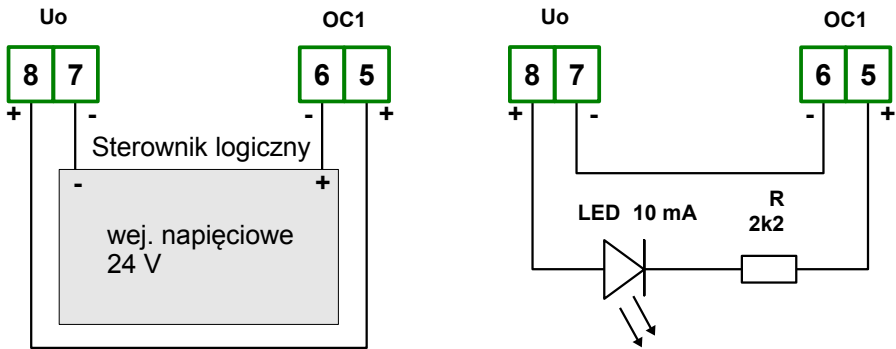 Uo OC1
8 7 6 5
+ - - +
Sterownik logiczny
- +
wej. napięciowe
24 V
Uo OC1
8 7 6 5
+ - - +
LED 10 mA
R
2k2